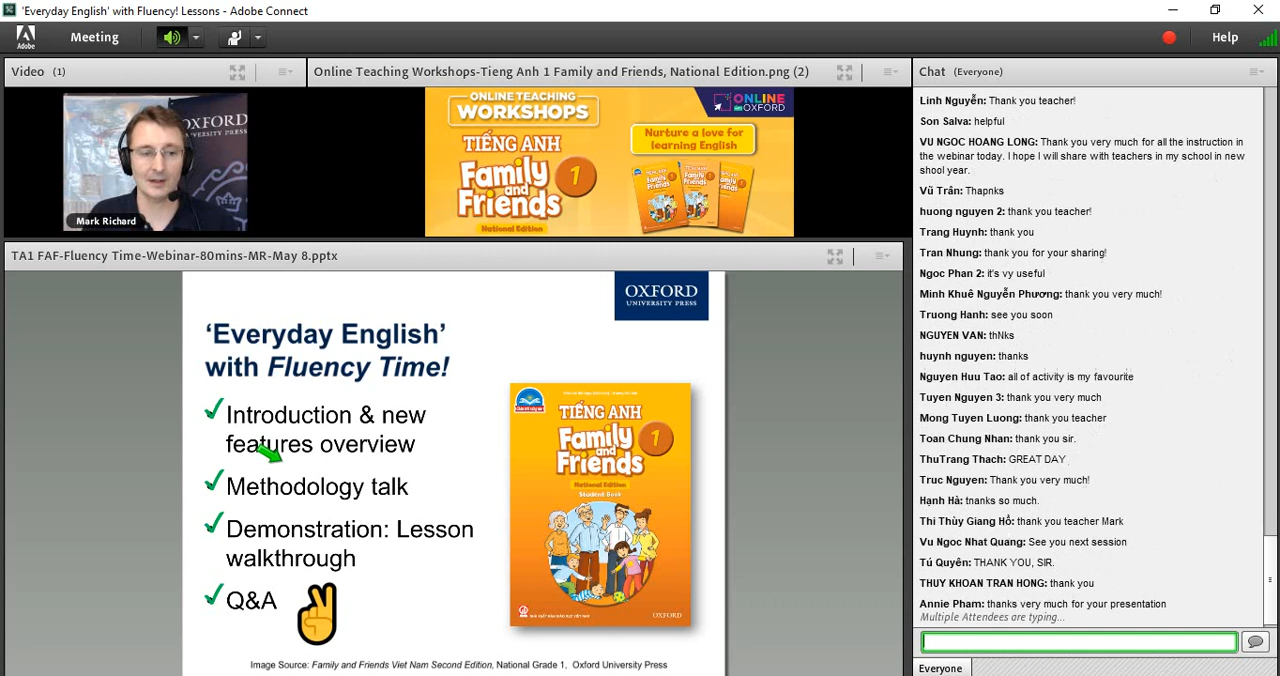 'Everyday English' with Fluency! Lessons - Adobe Connect
Adobe
Meeting
Help
Video (1)
Online Teaching Workshops-Tieng Anh 1 Family and Friends, National Edition.png (2)
OXFORD
UNIVERSITY PRESS
Mark Richard
ONLINE TEACHING
WORKSHOPS
TIẾNG ANH
Family
and
Friends
1
National Edition
ONLINE
OXFORD
Nurture a love for
learning English
TA1 FAF-Fluency Time-Webinar-80mins-MR-May 8.pptx
OXFORD
UNIVERSITY PRESS
'Everyday English'
with Fluency Time!
Introduction & new
features overview
Methodology talk
Demonstration: Lesson
walkthrough
Q&A
TIẾNG ANH
Family
and
Friends
1
National Edition
Student Book
OXFORD
Image Source: Family and Friends Viet Nam Second Edition, National Grade 1, Oxford University Press
Chat (Everyone)
Linh Nguyễn: Thank you teacher!
Son Salva: helpful
VU NGOC HOANG LONG: Thank you very much for all the instruction in
the webinar today. I hope I will share with teachers in my school in new
shool year.
Vũ Trân: Thapnks
huong nguyen 2: thank you teacher!
Trang Huynh: thank you
Tran Nhung: thank you for your sharing!
Ngoc Phan 2: it's vy useful
Minh Khuê Nguyễn Phương: thank you very much!
Truong Hanh: see you soon
NGUYEN VAN: thNks
huynh nguyen: thanks
Nguyen Huu Tao: all of activity is my favourite
Tuyen Nguyen 3: thank you very much
Mong Tuyen Luong: thank you teacher
Toan Chung Nhan: thank you sir.
ThuTrang Thach: GREAT DAY
Truc Nguyen: Thank you very much!
Hạnh Hà: tnanks so much.
Thi Thùy Giang Hồ: thank you teacher Mark
Vu Ngoc Nhat Quang: See you next session
Tú Quyên: THANK YOU, SIR.
THUY KHOAN TRAN HONG: thank you
Annie Pham: thanks very much for your presentation
Multiple Attendees are typing...
Everyone